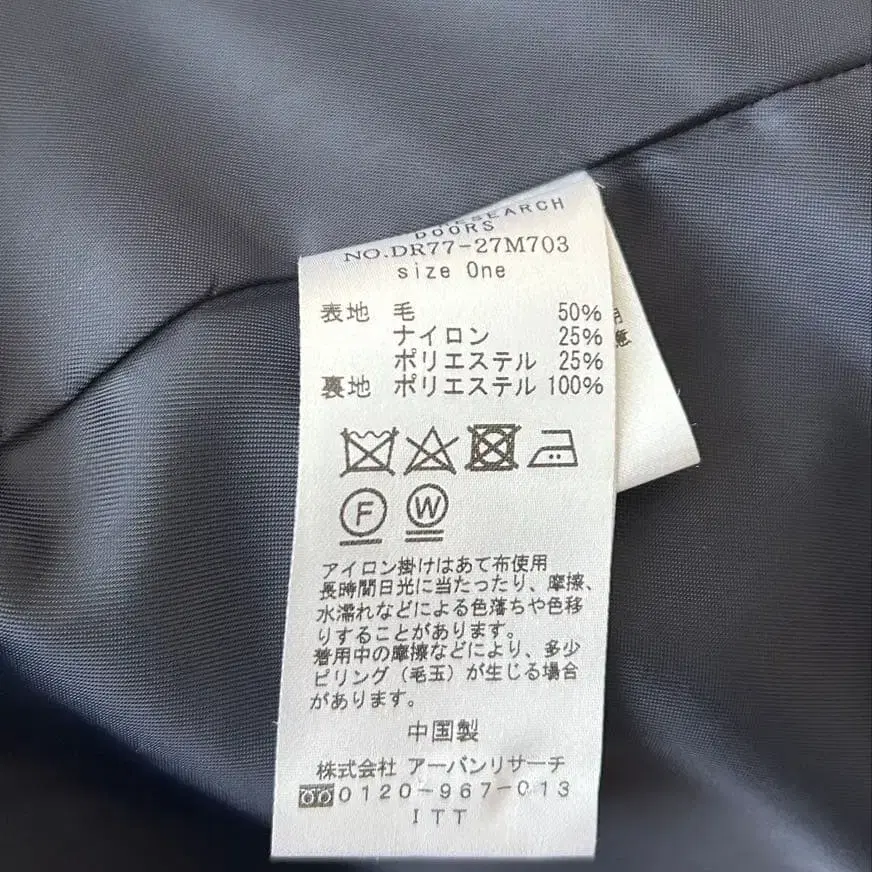 RESEARCH
DOORS
NO.DR77-27M703
size One
表地 毛 50%
ナイロン 25%
ポリエステル 25%
裏地 ポリエステル 100%
F W
アイロン掛けはあて布使用
長時間日光に当たったり、摩擦、
水濡れなどによる色落ちや色移
りすることがあります。
着用中の摩擦などにより、多少
ピリング(毛玉)が生じる場合
があります。
中国製
株式会社 アーバンリサーチ
0120-967-013
ITT